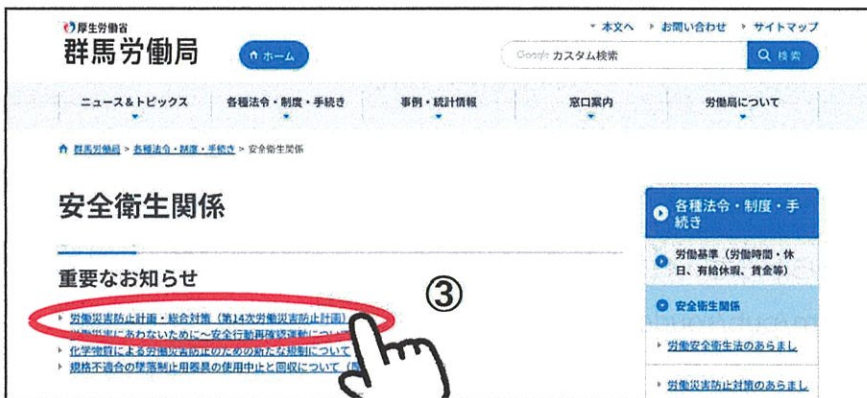 厚生労働省
群馬労働局
ホーム
本文へ
お問い合わせ
サイトマップ
Google カスタム検索
検索
ニュース&トピックス
各種法令・制度・手続き
事例・統計情報
窓口案内
労働局について
群馬労働局 > 各種法令・制度・手続き > 安全衛生関係
安全衛生関係
重要なお知らせ
労働災害防止計画・総合対策(第14次労働災害防止計画)
労働災害にあわないために~安全行動再確認運動について
化学物質による労働災害防止のための新たな規制について
規格不適合の墜落制止用器具の使用中止と回収について
③
各種法令・制度・手
続き
労働基準(労働時間・休
日、有給休暇、賃金等)
安全衛生関係
労働安全衛生法のあらまし
労働災害防止対策のあらまし